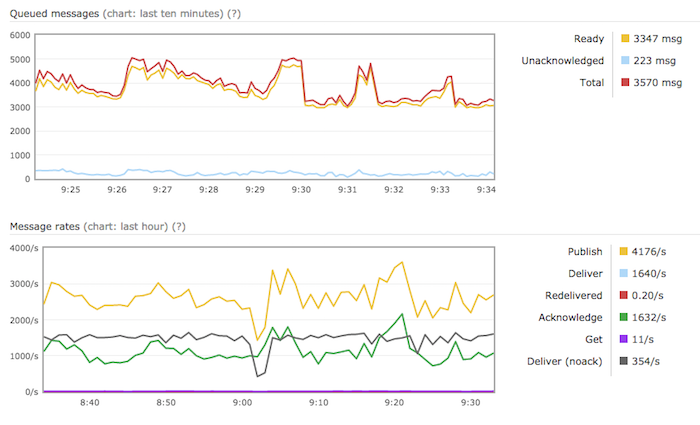 Queued messages (chart: last ten minutes) (?)
6000
5000
4000
3000
2000
1000
0
9:25 9:26 9:27 9:28 9:29 9:30 9:31 9:32 9:33 9:34
Ready 3347 msg
Unacknowledged 223 msg
Total 3570 msg
Message rates (chart: last hour) (?)
4000/s
3000/s
2000/s
1000/s
0/s
8:40 8:50 9:00 9:10 9:20 9:30
Publish 4176/s
Deliver 1640/s
Redelivered 0.20/s
Acknowledge 1632/s
Get 11/s
Deliver (noack) 354/s